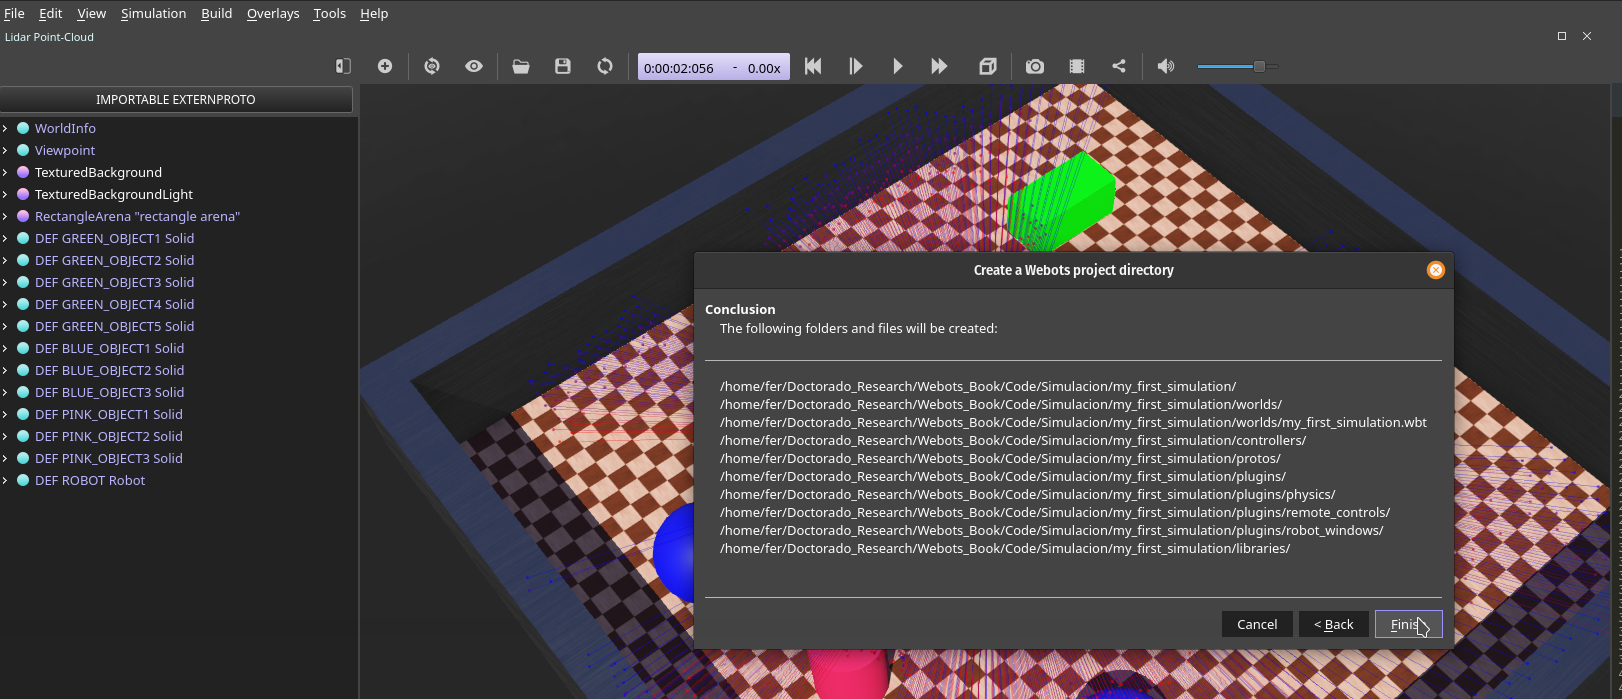 File Edit View Simulation Build Overlays Tools Help
Lidar Point-Cloud
0:00:02:056 - 0.00x
IMPORTABLE EXTERNPROTO
WorldInfo
Viewpoint
TexturedBackground
TexturedBackgroundLight
RectangleArena "rectangle arena"
DEF GREEN_OBJECT1 Solid
DEF GREEN_OBJECT2 Solid
DEF GREEN_OBJECT3 Solid
DEF GREEN_OBJECT4 Solid
DEF GREEN_OBJECT5 Solid
DEF BLUE_OBJECT1 Solid
DEF BLUE_OBJECT2 Solid
DEF BLUE_OBJECT3 Solid
DEF PINK_OBJECT1 Solid
DEF PINK_OBJECT2 Solid
DEF PINK_OBJECT3 Solid
DEF ROBOT Robot
Create a Webots project directory
Conclusion
The following folders and files will be created:
/home/fer/Doctorado_Research/Webots_Book/Code/Simulacion/my_first_simulation/
/home/fer/Doctorado_Research/Webots_Book/Code/Simulacion/my_first_simulation/worlds/
/home/fer/Doctorado_Research/Webots_Book/Code/Simulacion/my_first_simulation/worlds/my_first_simulation.wbt
/home/fer/Doctorado_Research/Webots_Book/Code/Simulacion/my_first_simulation/controllers/
/home/fer/Doctorado_Research/Webots_Book/Code/Simulacion/my_first_simulation/protos/
/home/fer/Doctorado_Research/Webots_Book/Code/Simulacion/my_first_simulation/plugins/
/home/fer/Doctorado_Research/Webots_Book/Code/Simulacion/my_first_simulation/plugins/physics/
/home/fer/Doctorado_Research/Webots_Book/Code/Simulacion/my_first_simulation/plugins/remote_controls/
/home/fer/Doctorado_Research/Webots_Book/Code/Simulacion/my_first_simulation/plugins/robot_windows/
/home/fer/Doctorado_Research/Webots_Book/Code/Simulacion/my_first_simulation/libraries/
Cancel < Back Finis